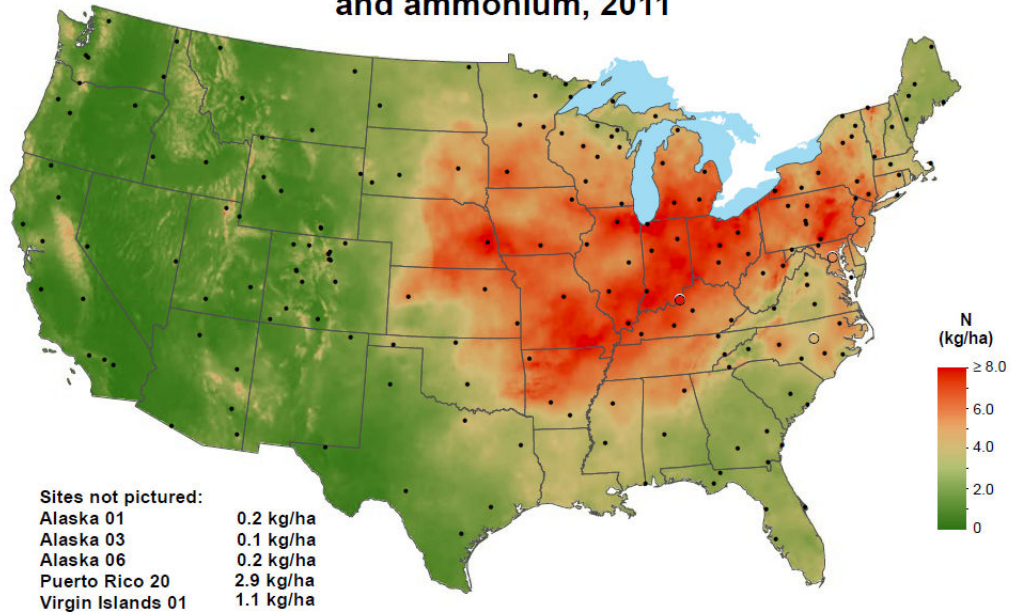 and ammonium, 2011
N
(kg/ha)
≥ 8.0
6.0
4.0
2.0
0
Sites not pictured:
Alaska 01 0.2 kg/ha
Alaska 03 0.1 kg/ha
Alaska 06 0.2 kg/ha
Puerto Rico 20 2.9 kg/ha
Virgin Islands 01 1.1 kg/ha